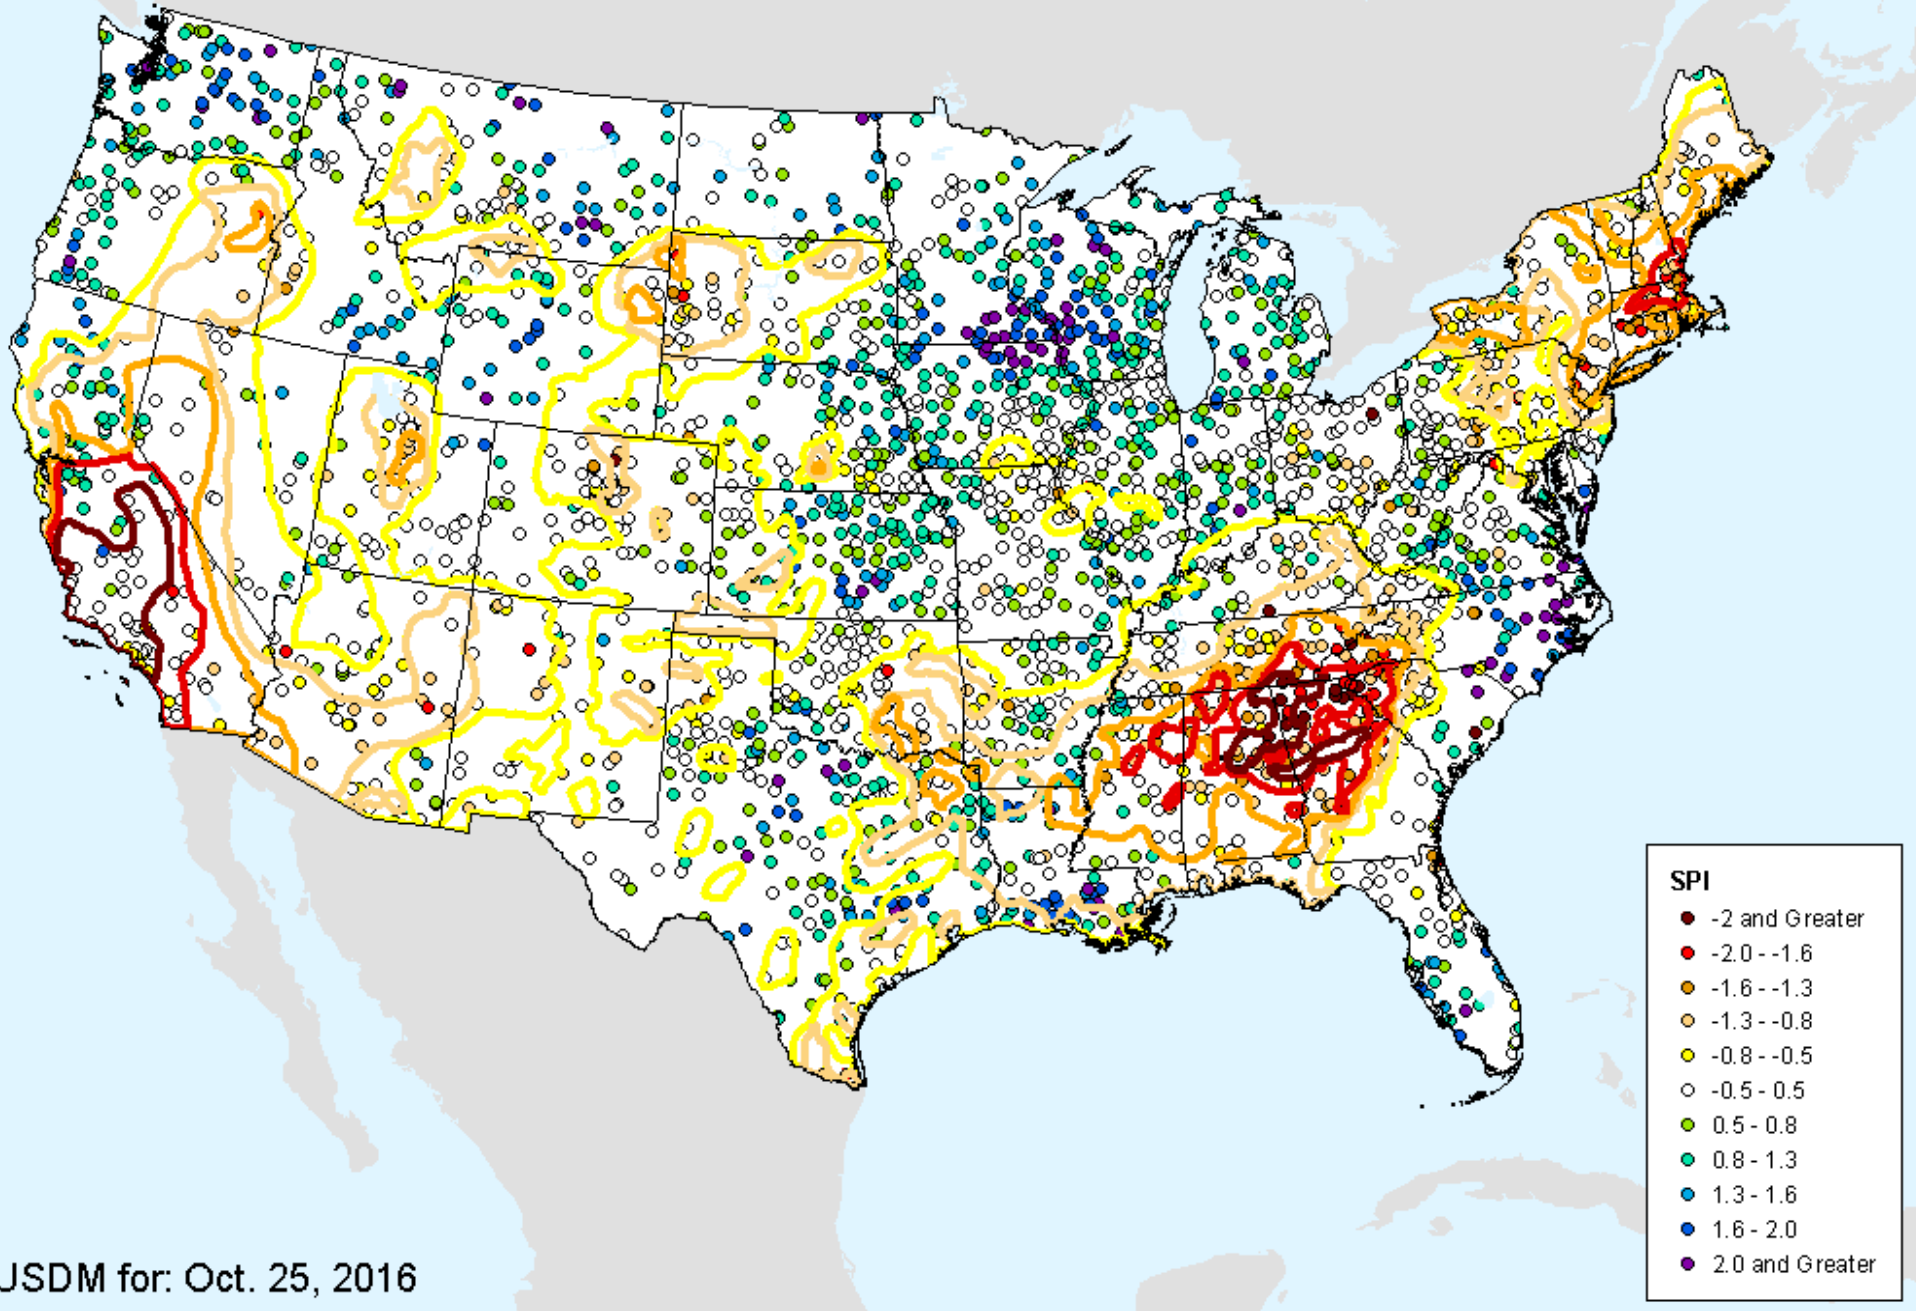 SPI
-2 and Greater
-2.0 - -1.6
-1.6 - -1.3
-1.3 - -0.8
-0.8 - -0.5
-0.5 - 0.5
0.5 - 0.8
0.8 - 1.3
1.3 - 1.6
1.6 - 2.0
2.0 and Greater
USDM for: Oct. 25, 2016